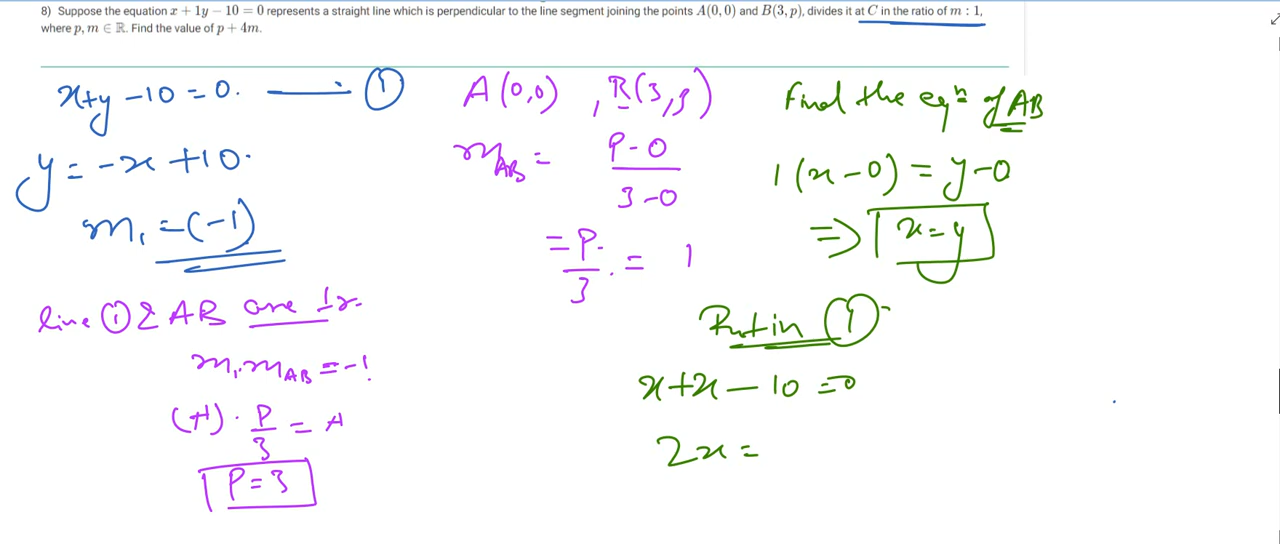 8) Suppose the equation x + 1y − 10 = 0 represents a straight line which is perpendicular to the line segment joining the points A(0, 0) and B(3, p), divides it at C in the ratio of m : 1,
where p, m ∈ ℝ. Find the value of p + 4m.
x+y −10 = 0. —— ①
y = −x + 10.
m₁ = (−1)
line ① & AB are ⊥r.
m₁.m_AB = −1
(−1) · P/3 = −1
P = 3
A(0,0) , B(3,3)
m_AB = P−0 / 3−0
= P/3 . = 1
Find the eqⁿ of AB
1(x−0) = y−0
⇒ x = y
Put in ①
x+x − 10 = 0
2x =